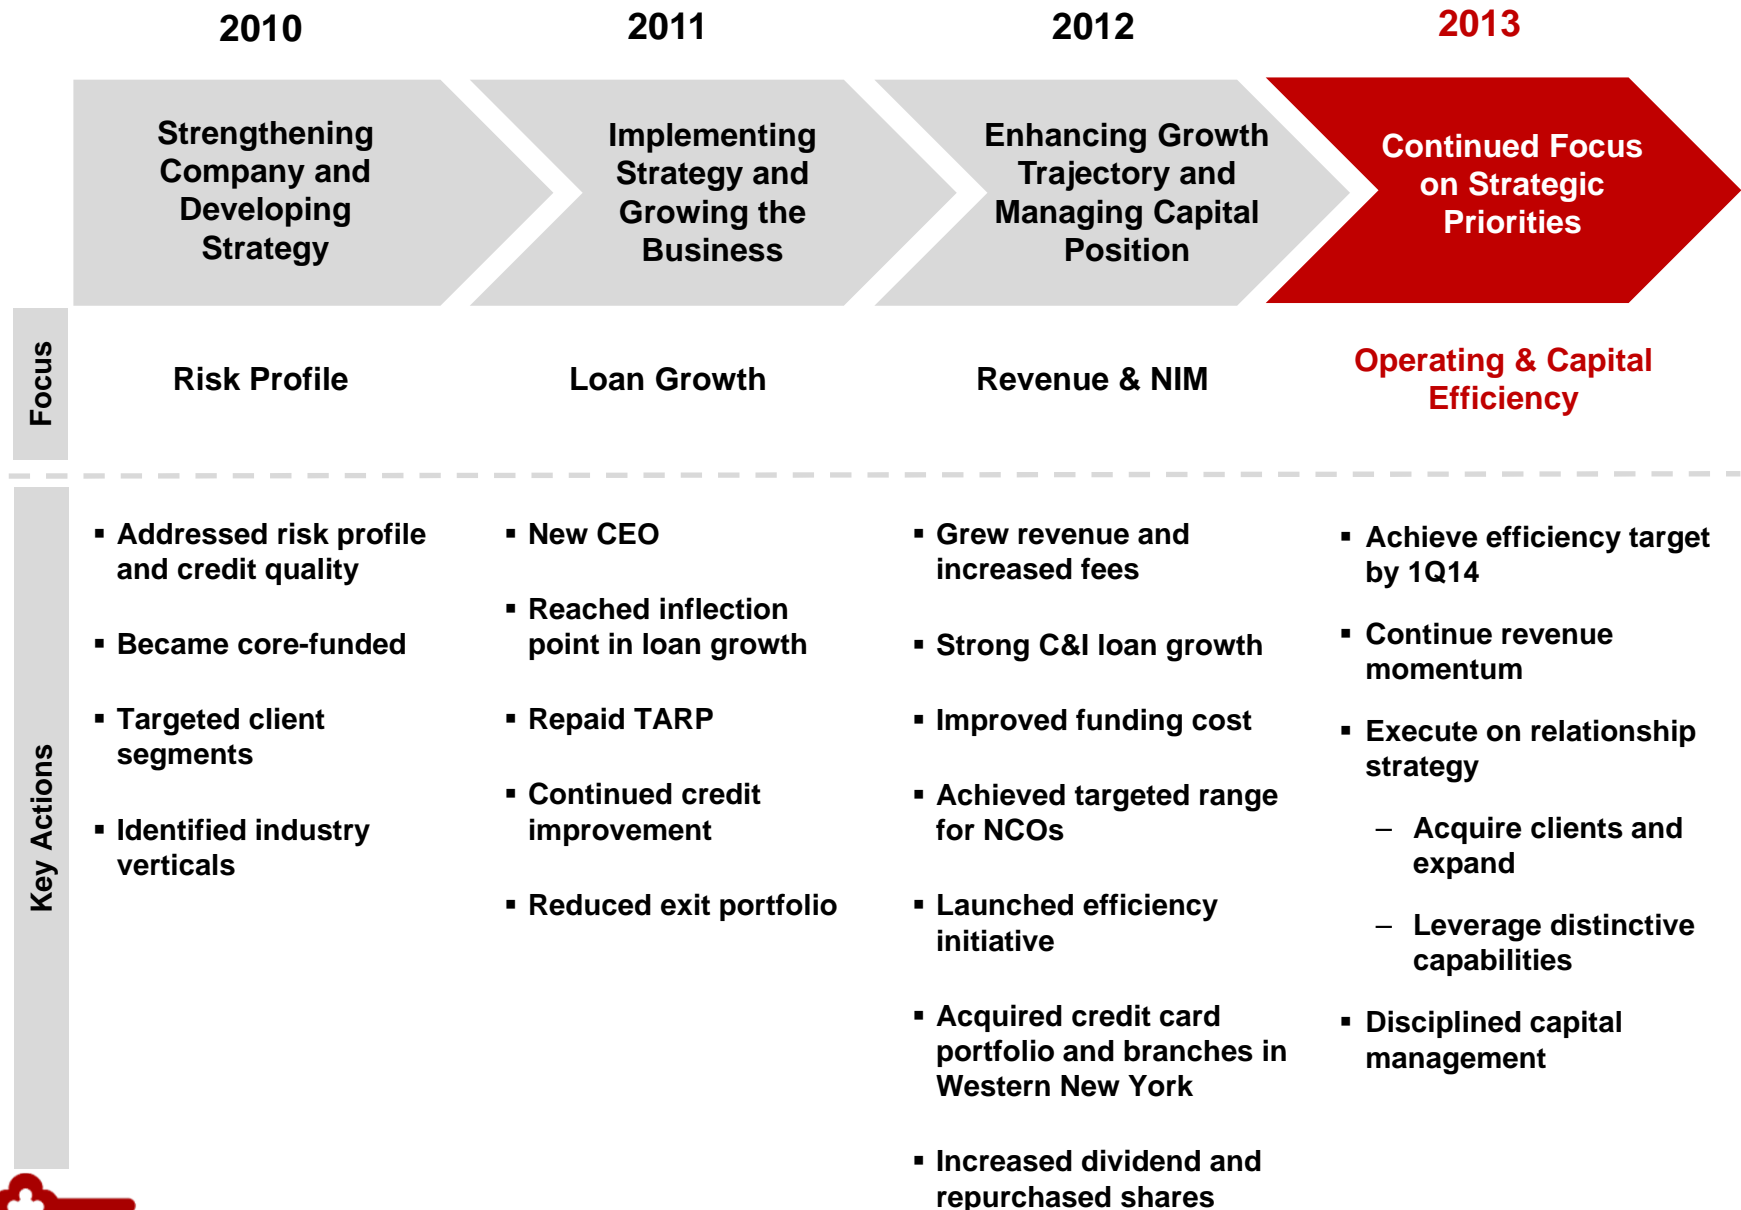 2010
2011
2012
2013
Strengthening
Company and
Developing
Strategy
Implementing
Strategy and
Growing the
Business
Enhancing Growth
Trajectory and
Managing Capital
Position
Continued Focus
on Strategic
Priorities
Focus
Risk Profile
Loan Growth
Revenue & NIM
Operating & Capital
Efficiency
Key Actions
▪ Addressed risk profile
and credit quality
▪ Became core-funded
▪ Targeted client
segments
▪ Identified industry
verticals
▪ New CEO
▪ Reached inflection
point in loan growth
▪ Repaid TARP
▪ Continued credit
improvement
▪ Reduced exit portfolio
▪ Grew revenue and
increased fees
▪ Strong C&I loan growth
▪ Improved funding cost
▪ Achieved targeted range
for NCOs
▪ Launched efficiency
initiative
▪ Acquired credit card
portfolio and branches in
Western New York
▪ Increased dividend and
repurchased shares
▪ Achieve efficiency target
by 1Q14
▪ Continue revenue
momentum
▪ Execute on relationship
strategy
– Acquire clients and
expand
– Leverage distinctive
capabilities
▪ Disciplined capital
management